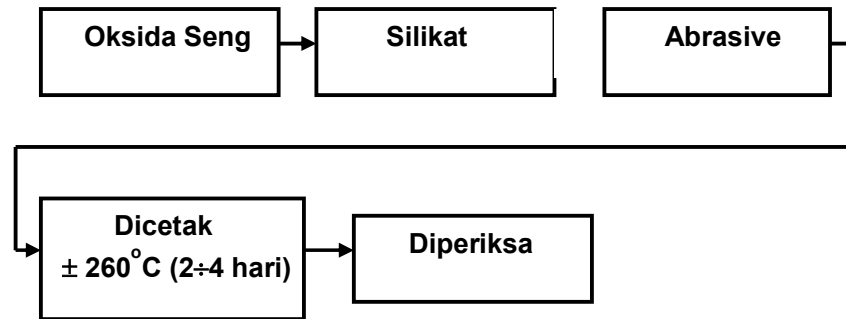 Oksida Seng
Silikat
Abrasive
Dicetak
± 260°C (2÷4 hari)
Diperiksa